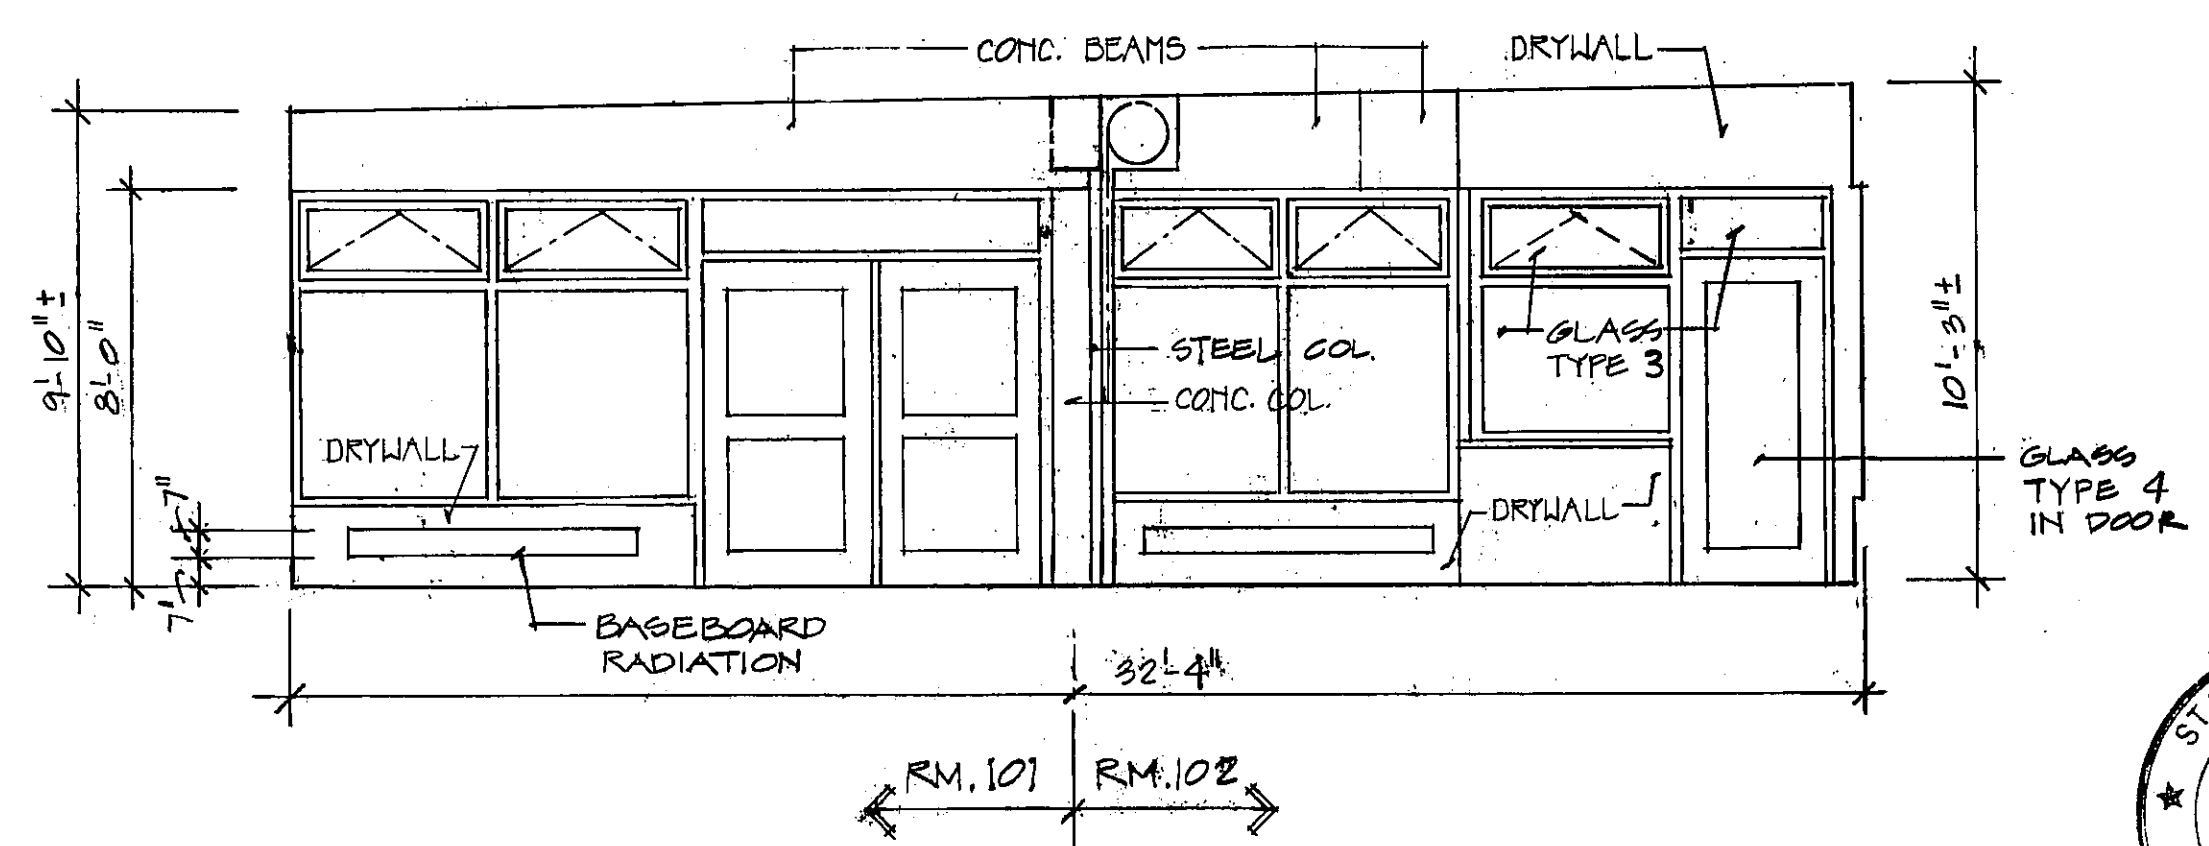 CONC. BEAMS
DRYWALL
9'-10"±
8'-0"
10'-3"±
STEEL COL.
CONC. COL.
GLASS
TYPE 3
DRYWALL
7"
7"
DRYWALL
GLASS
TYPE 4
IN DOOR
BASEBOARD
RADIATION
32'-4"
RM. 101
RM. 102
ST